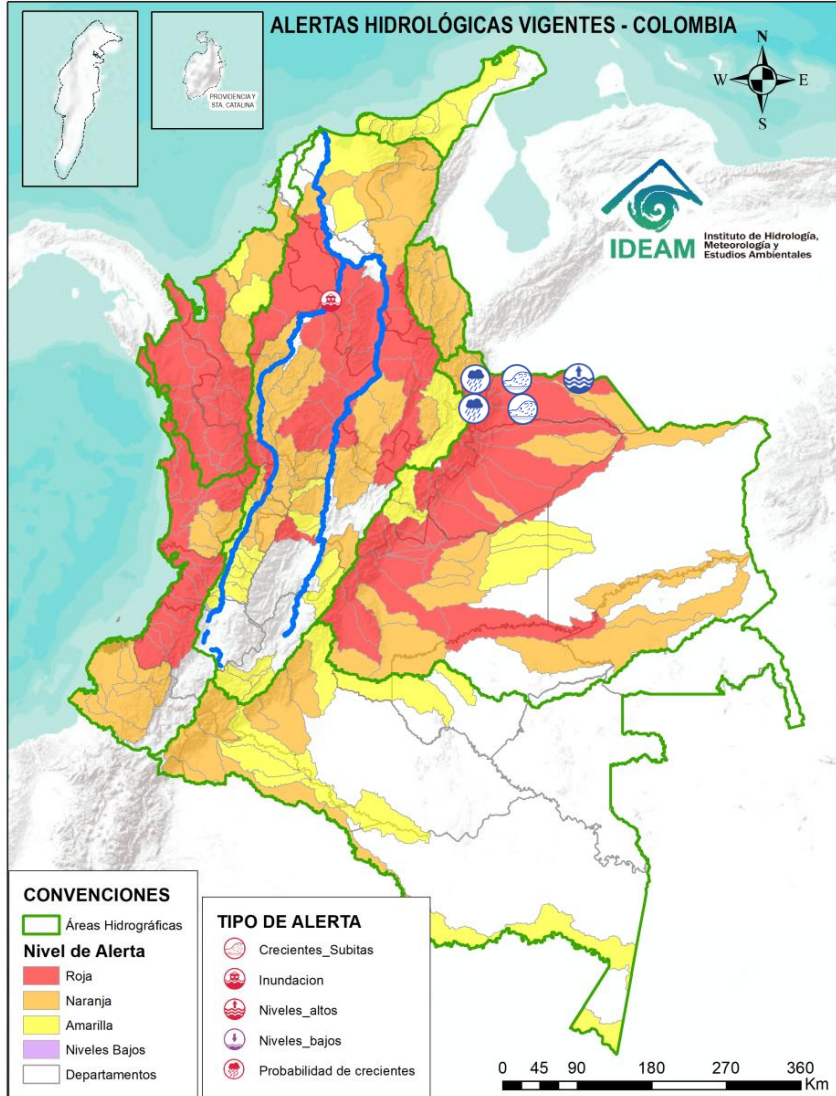 ALERTAS HIDROLÓGICAS VIGENTES - COLOMBIA
PROVIDENCIA Y
STA. CATALINA
N
W
E
S
IDEAM
Instituto de Hidrología,
Meteorología y
Estudios Ambientales
CONVENCIONES
Áreas Hidrográficas
Nivel de Alerta
Roja
Naranja
Amarilla
Niveles Bajos
Departamentos
TIPO DE ALERTA
Crecientes_Subitas
Inundacion
Niveles_altos
Niveles_bajos
Probabilidad de crecientes
0 45 90 180 270 360
Km